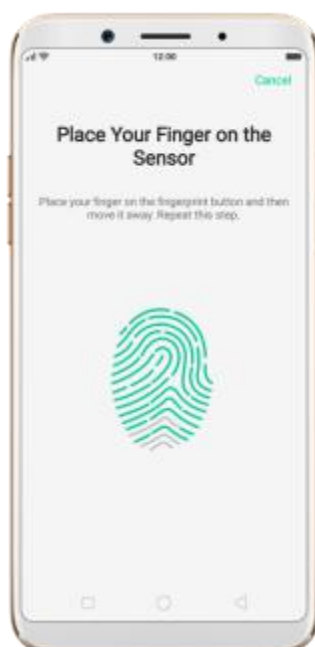 12:00
Cancel
Place Your Finger on the
Sensor
Place your finger on the fingerprint button and then
move it away. Repeat this step.